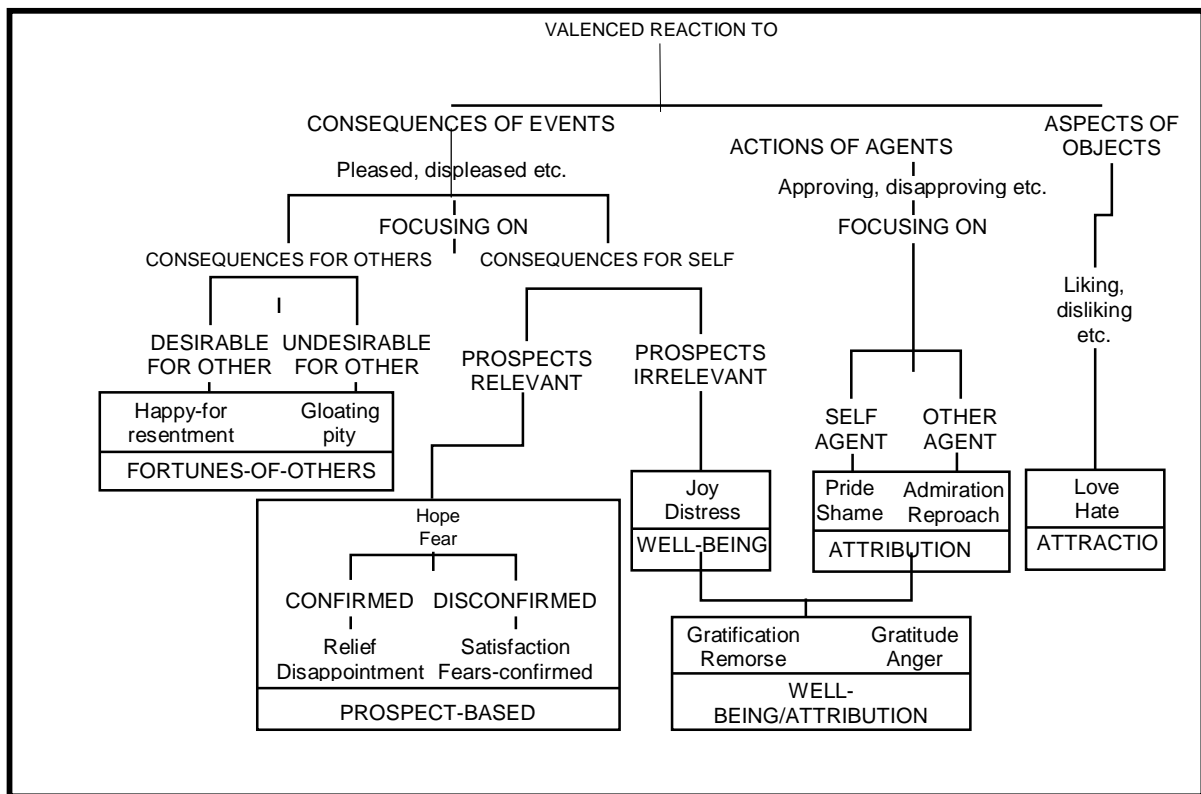 VALENCED REACTION TO
CONSEQUENCES OF EVENTS
Pleased, displeased etc.
FOCUSING ON
CONSEQUENCES FOR OTHERS
CONSEQUENCES FOR SELF
DESIRABLE
FOR OTHER
UNDESIRABLE
FOR OTHER
Happy-for
resentment
Gloating
pity
FORTUNES-OF-OTHERS
PROSPECTS
RELEVANT
PROSPECTS
IRRELEVANT
Hope
Fear
CONFIRMED
DISCONFIRMED
Relief
Disappointment
Satisfaction
Fears-confirmed
PROSPECT-BASED
Joy
Distress
WELL-BEING
ACTIONS OF AGENTS
Approving, disapproving etc.
FOCUSING ON
SELF
AGENT
OTHER
AGENT
Pride
Shame
Admiration
Reproach
ATTRIBUTION
Gratification
Remorse
Gratitude
Anger
WELL-
BEING/ATTRIBUTION
ASPECTS OF
OBJECTS
Liking,
disliking
etc.
Love
Hate
ATTRACTIO